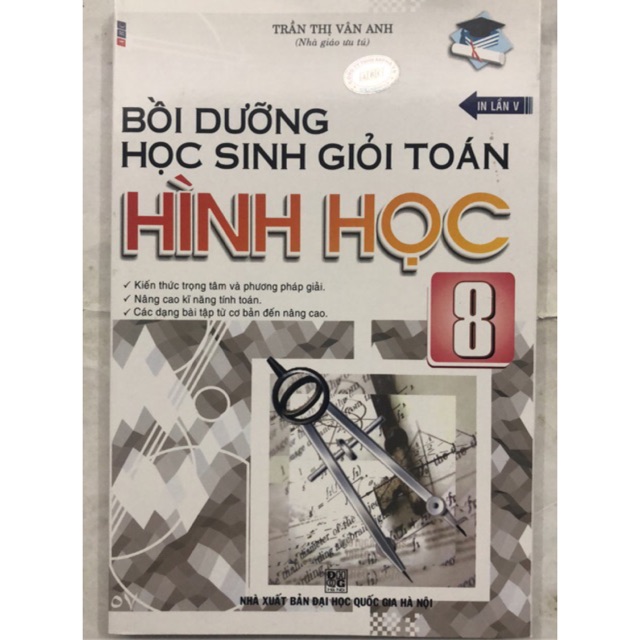 TRẦN THỊ VÂN ANH
(Nhà giáo ưu tú)
IN LẦN V
BỒI DƯỠNG
HỌC SINH GIỎI TOÁN
HÌNH HỌC
8
✓ Kiến thức trọng tâm và phương pháp giải.
✓ Nâng cao kĩ năng tính toán.
✓ Các dạng bài tập từ cơ bản đến nâng cao.
NHÀ XUẤT BẢN ĐẠI HỌC QUỐC GIA HÀ NỘI